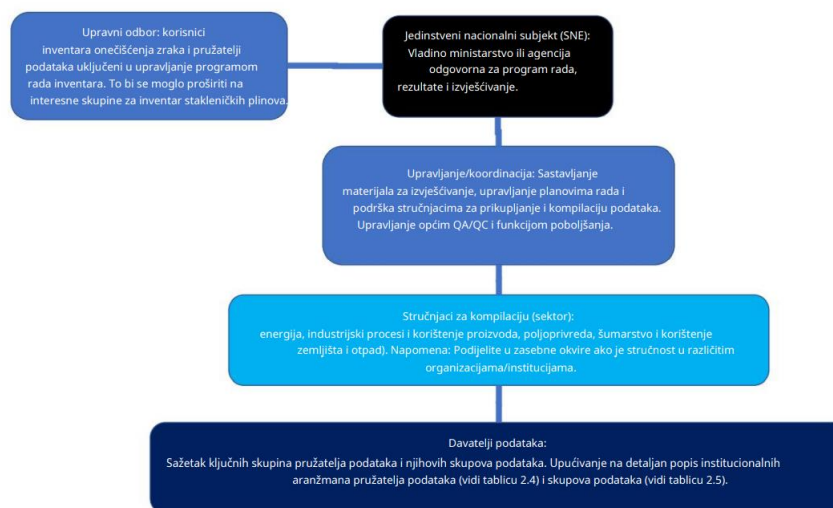 Upravni odbor: korisnici
inventara onečišćenja zraka i pružatelji
podataka uključeni u upravljanje programom
rada inventara. To bi se moglo proširiti na
interesne skupine za inventar stakleničkih plinova.
Jedinstveni nacionalni subjekt (SNE):
Vladino ministarstvo ili agencija
odgovorna za program rada,
rezultate i izvješćivanje.
Upravljanje/koordinacija: Sastavljanje
materijala za izvješćivanje, upravljanje planovima rada i
podrška stručnjacima za prikupljanje i kompilaciju podataka.
Upravljanje općim QA/QC i funkcijom poboljšanja.
Stručnjaci za kompilaciju (sektor):
energija, industrijski procesi i korištenje proizvoda, poljoprivreda, šumarstvo i korištenje
zemljišta i otpad). Napomena: Podijelite u zasebne okvire ako je stručnost u različitim
organizacijama/institucijama.
Davatelji podataka:
Sažetak ključnih skupina pružatelja podataka i njihovih skupova podataka. Upućivanje na detaljan popis institucionalnih
aranžmana pružatelja podataka (vidi tablicu 2.4) i skupova podataka (vidi tablicu 2.5).